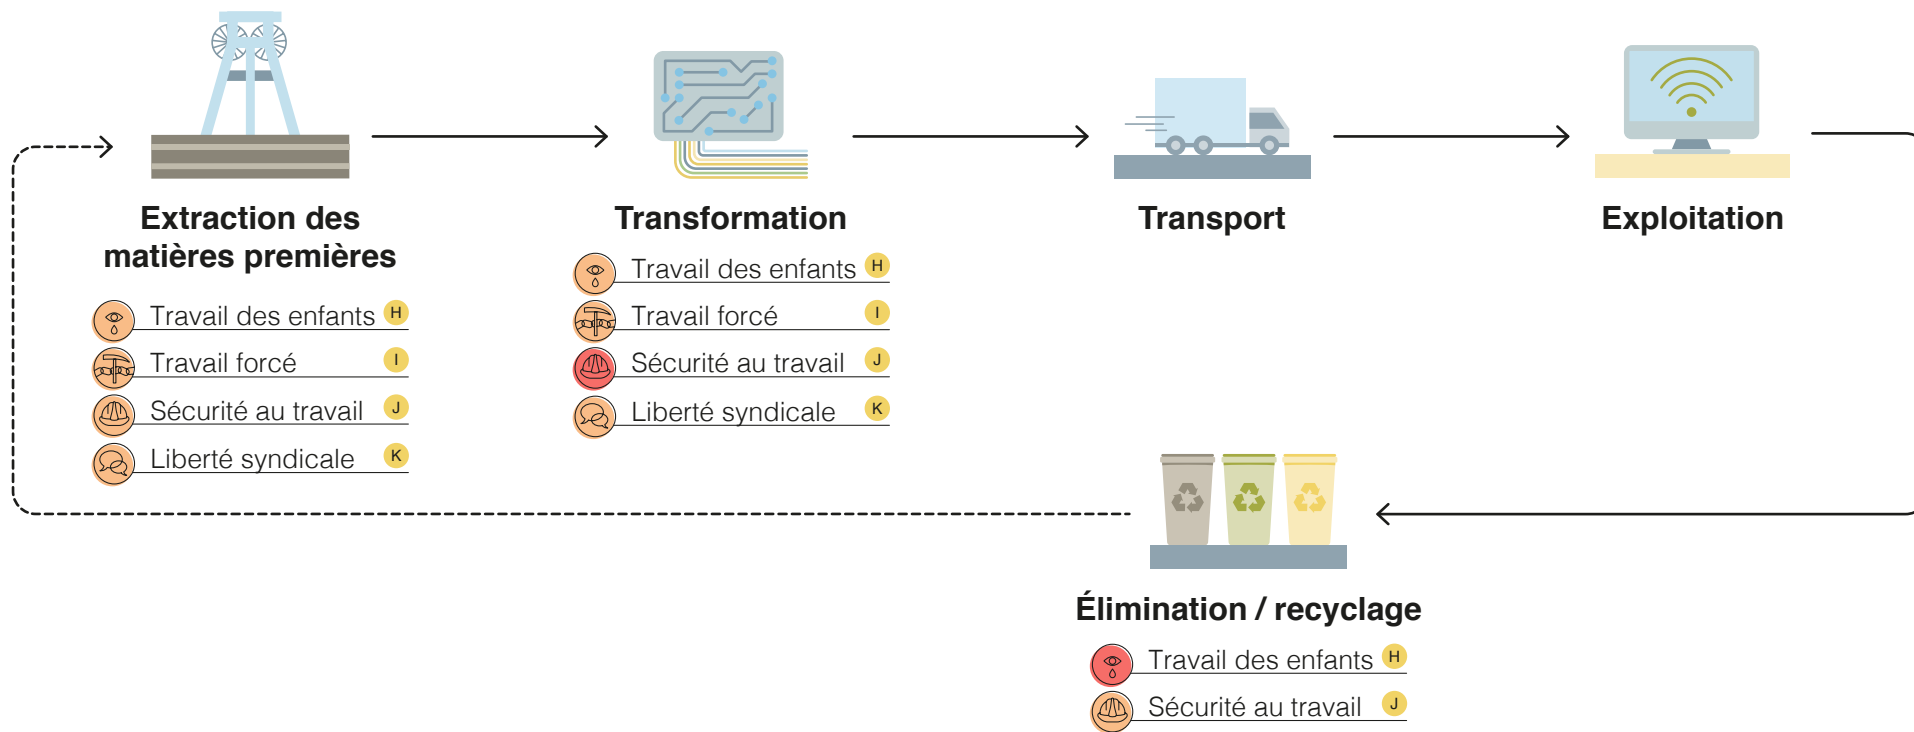 Extraction des
matières premières
Travail des enfants H
Travail forcé I
Sécurité au travail J
Liberté syndicale K
Transformation
Travail des enfants H
Travail forcé I
Sécurité au travail J
Liberté syndicale K
Transport
Exploitation
Élimination / recyclage
Travail des enfants H
Sécurité au travail J